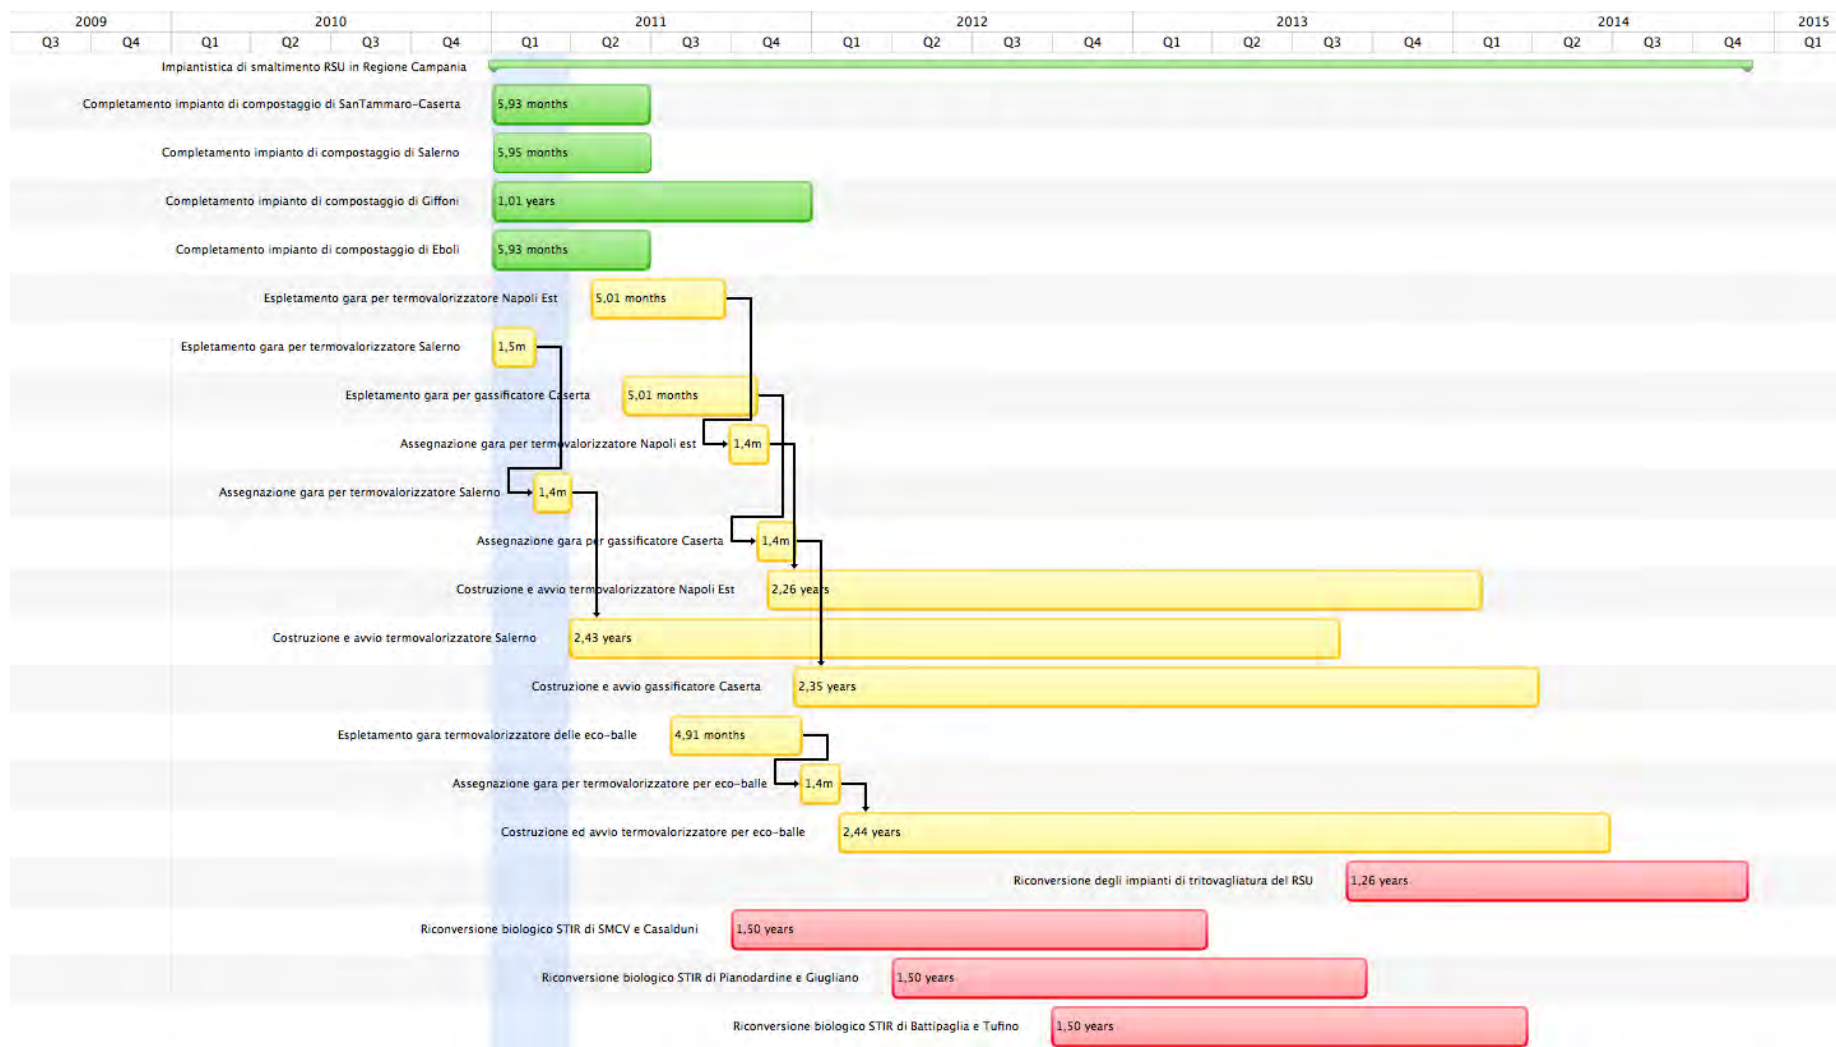 2009 2010 2011 2012 2013 2014 2015
Q3 Q4 Q1 Q2 Q3 Q4 Q1 Q2 Q3 Q4 Q1 Q2 Q3 Q4 Q1 Q2 Q3 Q4 Q1 Q2 Q3 Q4 Q1
Impiantistica di smaltimento RSU in Regione Campania
Completamento impianto di compostaggio di SanTammaro-Caserta 5,93 months
Completamento impianto di compostaggio di Salerno 5,95 months
Completamento impianto di compostaggio di Giffoni 1,01 years
Completamento impianto di compostaggio di Eboli 5,93 months
Espletamento gara per termovalorizzatore Napoli Est 5,01 months
Espletamento gara per termovalorizzatore Salerno 1,5m
Espletamento gara per gassificatore Caserta 5,01 months
Assegnazione gara per termovalorizzatore Napoli est 1,4m
Assegnazione gara per termovalorizzatore Salerno 1,4m
Assegnazione gara per gassificatore Caserta 1,4m
Costruzione e avvio termovalorizzatore Napoli Est 2,26 years
Costruzione e avvio termovalorizzatore Salerno 2,43 years
Costruzione e avvio gassificatore Caserta 2,35 years
Espletamento gara termovalorizzatore delle eco-balle 4,91 months
Assegnazione gara per termovalorizzatore per eco-balle 1,4m
Costruzione ed avvio termovalorizzatore per eco-balle 2,44 years
Riconversione degli impianti di tritovagliatura del RSU 1,26 years
Riconversione biologico STIR di SMCV e Casalduni 1,50 years
Riconversione biologico STIR di Pianodardine e Giugliano 1,50 years
Riconversione biologico STIR di Battipaglia e Tufino 1,50 years